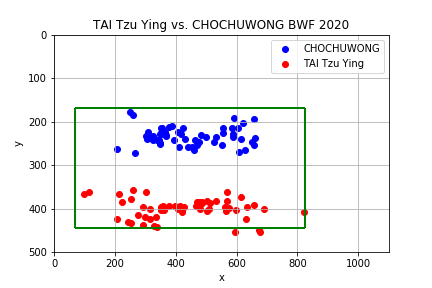 TAI Tzu Ying vs. CHOCHUWONG BWF 2020
CHOCHUWONG
TAI Tzu Ying
y
0
100
200
300
400
500
0 200 400 600 800 1000
x